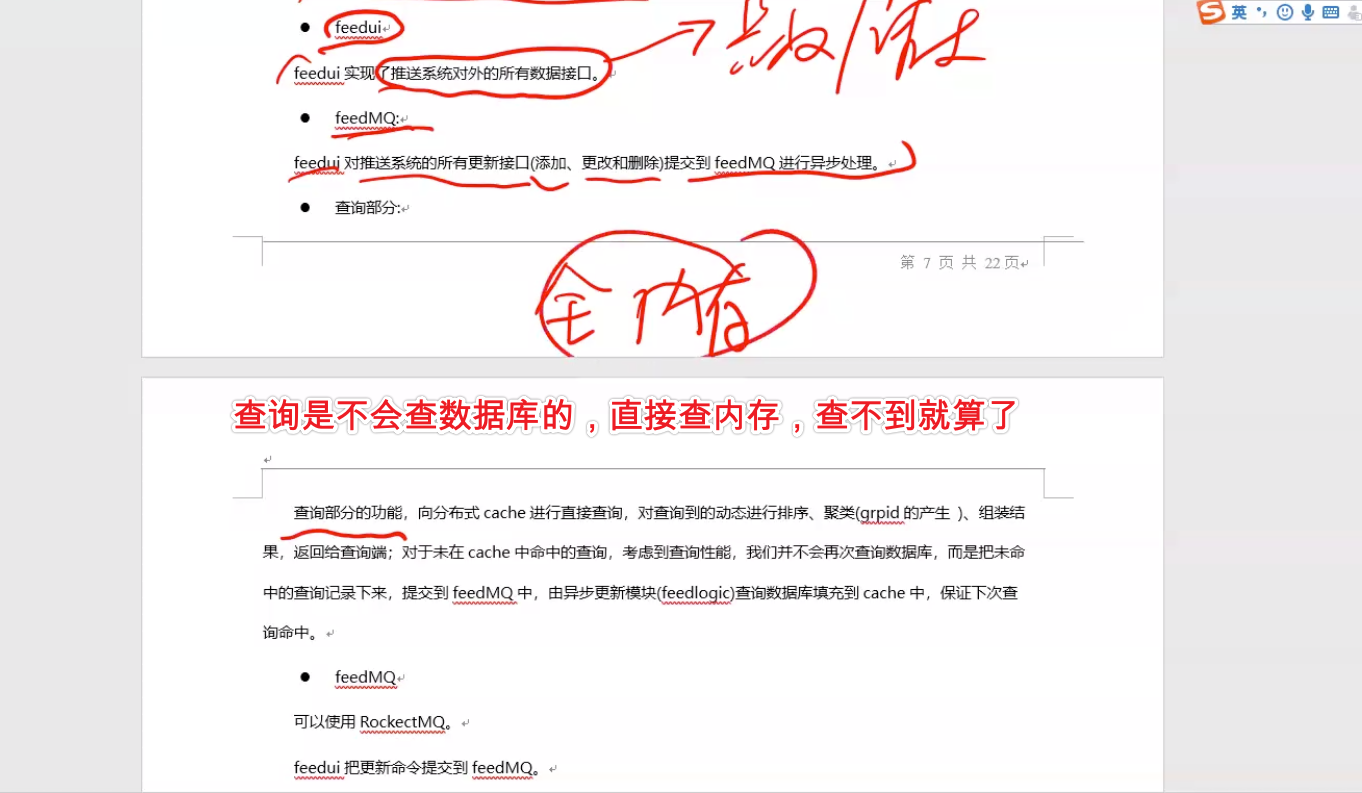 英
feedui
feedui 实现了推送系统对外的所有数据接口。
feedMQ:
feedui 对推送系统的所有更新接口(添加、更改和删除)提交到 feedMQ 进行异步处理。
查询部分:
第 7 页 共 22 页
全内存
查询是不会查数据库的，直接查内存，查不到就算了
查询部分的功能，向分布式 cache 进行直接查询，对查询到的动态进行排序、聚类(grpid 的产生 )、组装结
果，返回给查询端；对于未在 cache 中命中的查询，考虑到查询性能，我们并不会再次查询数据库，而是把未命
中的查询记录下来，提交到 feedMQ 中，由异步更新模块(feedlogic)查询数据库填充到 cache 中，保证下次查
询命中。
feedMQ
可以使用 RockectMQ。
feedui 把更新命令提交到 feedMQ。